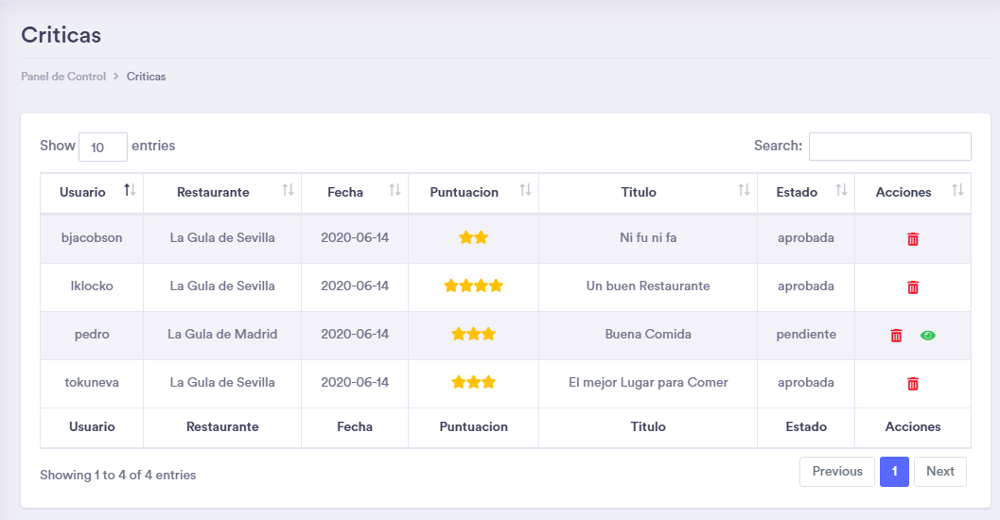 Criticas
Panel de Control > Criticas
Show 10 entries Search:
Usuario Restaurante Fecha Puntuacion Titulo Estado Acciones
bjacobson La Gula de Sevilla 2020-06-14 Ni fu ni fa aprobada
lklocko La Gula de Sevilla 2020-06-14 Un buen Restaurante aprobada
pedro La Gula de Madrid 2020-06-14 Buena Comida pendiente
tokuneva La Gula de Sevilla 2020-06-14 El mejor Lugar para Comer aprobada
Usuario Restaurante Fecha Puntuacion Titulo Estado Acciones
Showing 1 to 4 of 4 entries Previous 1 Next